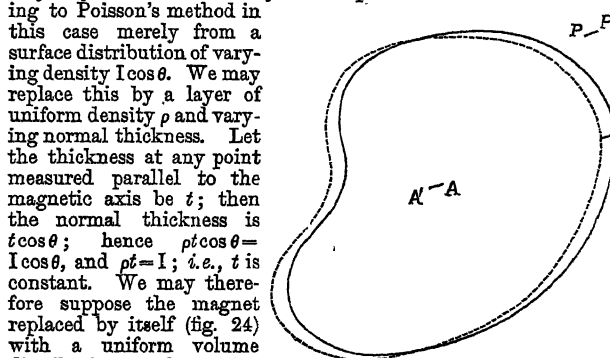 ing to Poisson's method in
this case merely from a
surface distribution of vary-
ing density I cos θ. We may
replace this by a layer of
uniform density ρ and vary-
ing normal thickness. Let
the thickness at any point
measured parallel to the
magnetic axis be t; then
the normal thickness is
t cos θ; hence ρt cos θ=
I cos θ, and ρt=I; i.e., t is
constant. We may there-
fore suppose the magnet
replaced by itself (fig. 24)
with a uniform volume
P
A' A